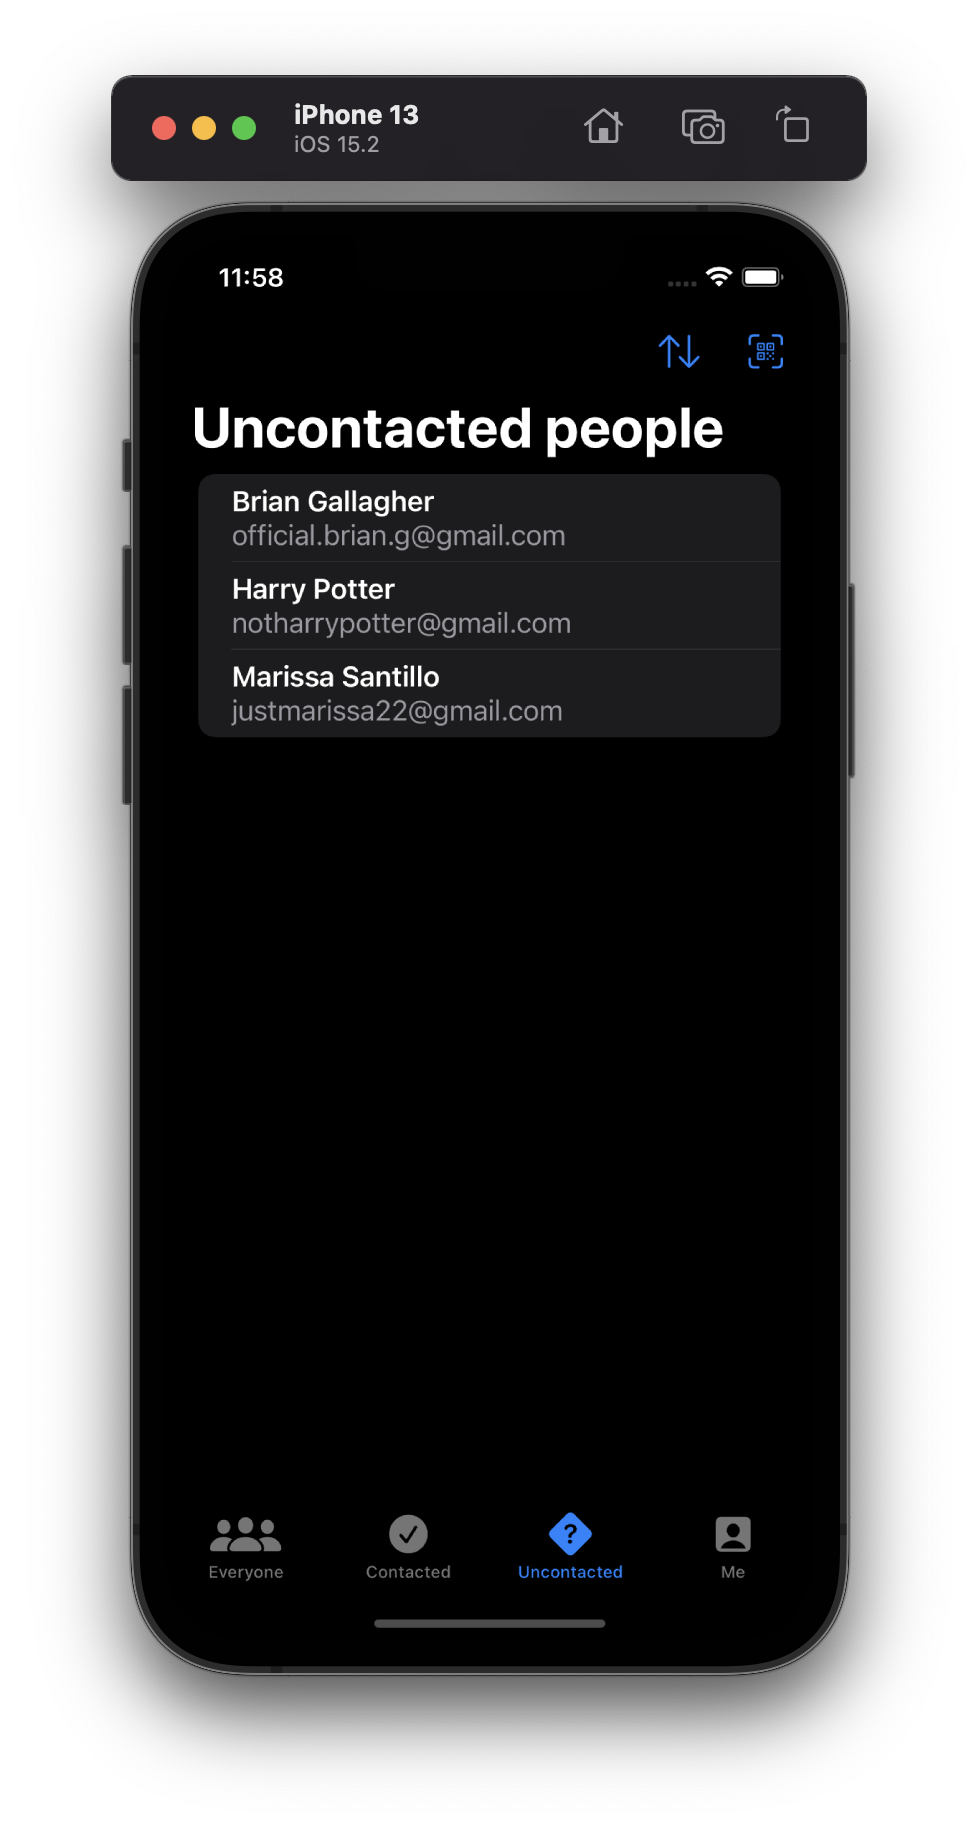 iPhone 13
iOS 15.2
11:58
Uncontacted people
Brian Gallagher
official.brian.g@gmail.com
Harry Potter
notharrypotter@gmail.com
Marissa Santillo
justmarissa22@gmail.com
?
Everyone
Contacted
Uncontacted
Me